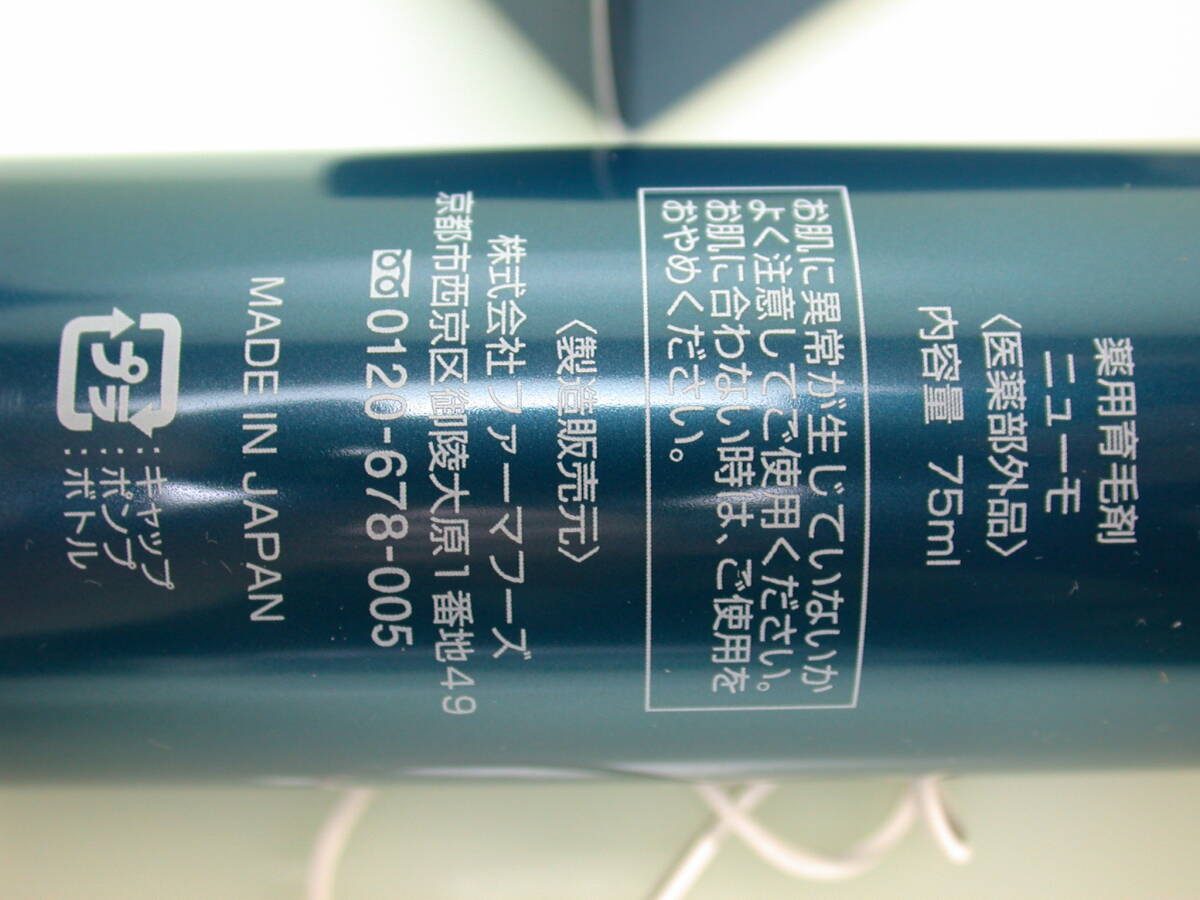 薬用育毛剤
ニューモ
〈医薬部外品〉
内容量 75ml
お肌に異常が生じていないか
よく注意してご使用ください。
お肌に合わない時は、ご使用を
おやめください。
〈製造販売元〉
株式会社ファーマフーズ
京都市西京区御陵大原1番地49
0120-678-005
MADE IN JAPAN
プラ
:キャップ
:ポンプ
:ボトル